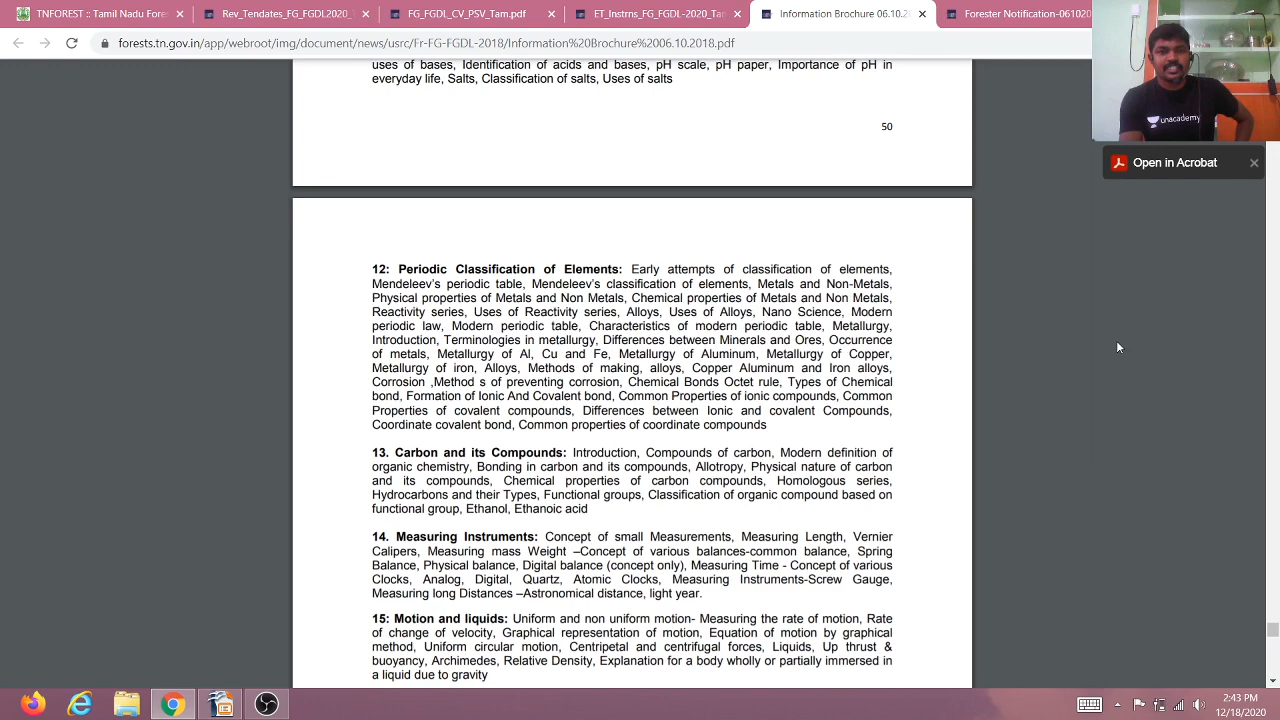 TNFOREST :: Tamil Nadu Fores
Rev_Tendates_FG_FGDL2020_
FG_FGDL_CV_PSV_Tam.pdf
ET_Instrns_FG_FGDL-2020_Tam
Information Brochure 06.10.20
Forester Notification-0610201
forests.tn.gov.in/app/webroot/img/document/news/usrc/Fr-FG-FGDL-2018/Information%20Brochure%2006.10.2018.pdf
unacademy
Open in Acrobat
uses of bases, Identification of acids and bases, pH scale, pH paper, Importance of pH in
everyday life, Salts, Classification of salts, Uses of salts
50
12: Periodic Classification of Elements: Early attempts of classification of elements,
Mendeleev's periodic table, Mendeleev's classification of elements, Metals and Non-Metals,
Physical properties of Metals and Non Metals, Chemical properties of Metals and Non Metals,
Reactivity series, Uses of Reactivity series, Alloys, Uses of Alloys, Nano Science, Modern
periodic law, Modern periodic table, Characteristics of modern periodic table, Metallurgy,
Introduction, Terminologies in metallurgy, Differences between Minerals and Ores, Occurrence
of metals, Metallurgy of Al, Cu and Fe, Metallurgy of Aluminum, Metallurgy of Copper,
Metallurgy of iron, Alloys, Methods of making, alloys, Copper Aluminum and Iron alloys,
Corrosion ,Method s of preventing corrosion, Chemical Bonds Octet rule, Types of Chemical
bond, Formation of Ionic And Covalent bond, Common Properties of ionic compounds, Common
Properties of covalent compounds, Differences between Ionic and covalent Compounds,
Coordinate covalent bond, Common properties of coordinate compounds
13. Carbon and its Compounds: Introduction, Compounds of carbon, Modern definition of
organic chemistry, Bonding in carbon and its compounds, Allotropy, Physical nature of carbon
and its compounds, Chemical properties of carbon compounds, Homologous series,
Hydrocarbons and their Types, Functional groups, Classification of organic compound based on
functional group, Ethanol, Ethanoic acid
14. Measuring Instruments: Concept of small Measurements, Measuring Length, Vernier
Calipers, Measuring mass Weight –Concept of various balances-common balance, Spring
Balance, Physical balance, Digital balance (concept only), Measuring Time - Concept of various
Clocks, Analog, Digital, Quartz, Atomic Clocks, Measuring Instruments-Screw Gauge,
Measuring long Distances –Astronomical distance, light year.
15: Motion and liquids: Uniform and non uniform motion- Measuring the rate of motion, Rate
of change of velocity, Graphical representation of motion, Equation of motion by graphical
method, Uniform circular motion, Centripetal and centrifugal forces, Liquids, Up thrust &
buoyancy, Archimedes, Relative Density, Explanation for a body wholly or partially immersed in
a liquid due to gravity
2:43 PM
12/18/2020